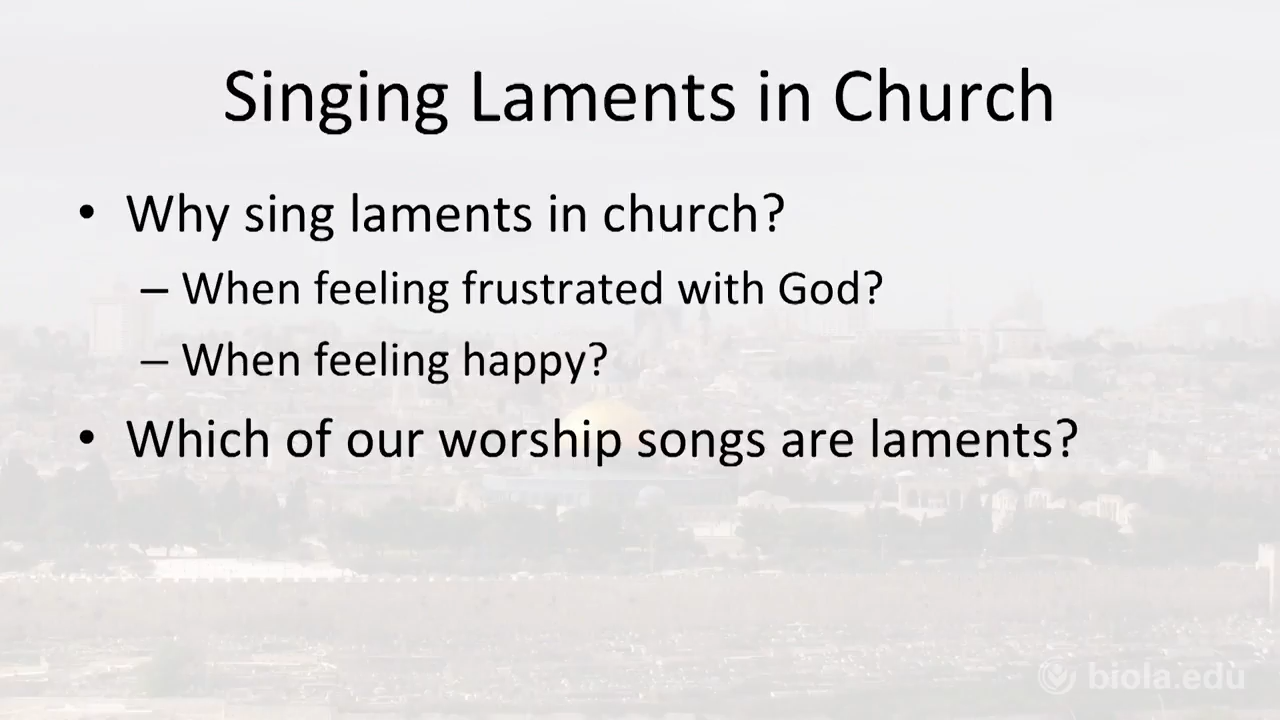 Singing Laments in Church
• Why sing laments in church?
– When feeling frustrated with God?
– When feeling happy?
• Which of our worship songs are laments?
biola.edu